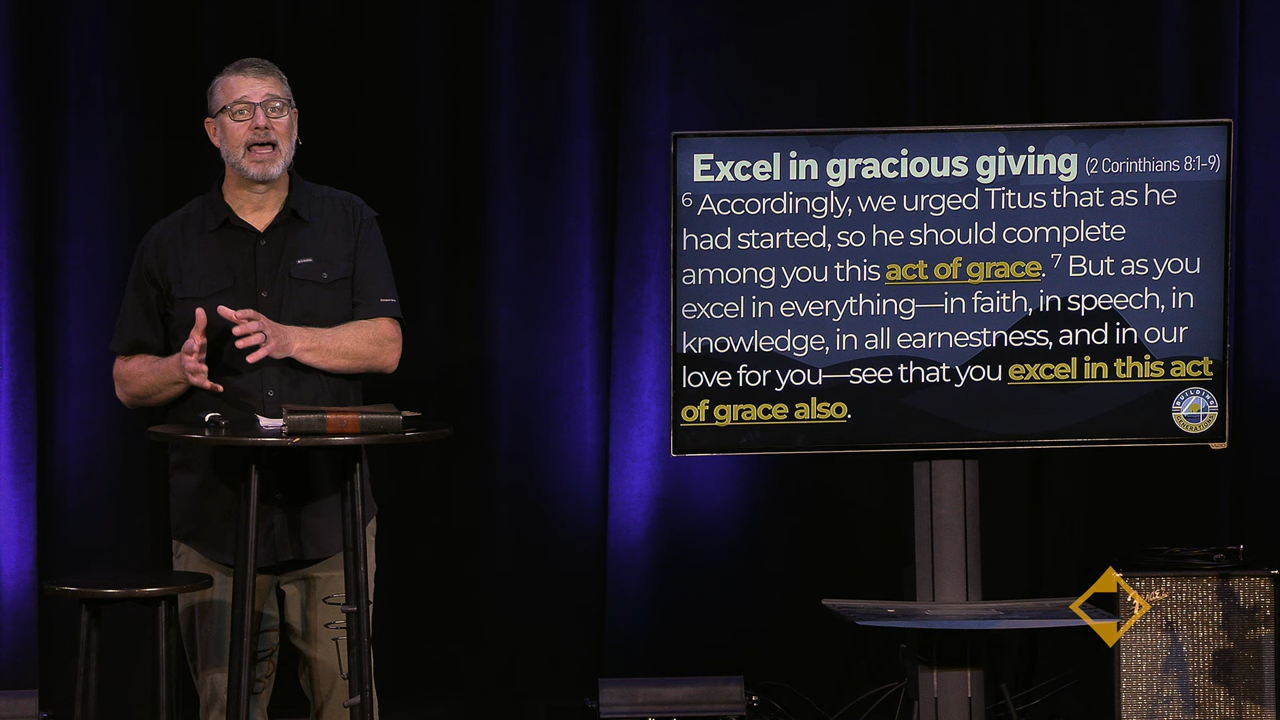 Excel in gracious giving (2 Corinthians 8:1-9)
⁶ Accordingly, we urged Titus that as he
had started, so he should complete
among you this act of grace. ⁷ But as you
excel in everything—in faith, in speech, in
knowledge, in all earnestness, and in our
love for you—see that you excel in this act
of grace also.
BUILDING
GENERATIONS
Fender